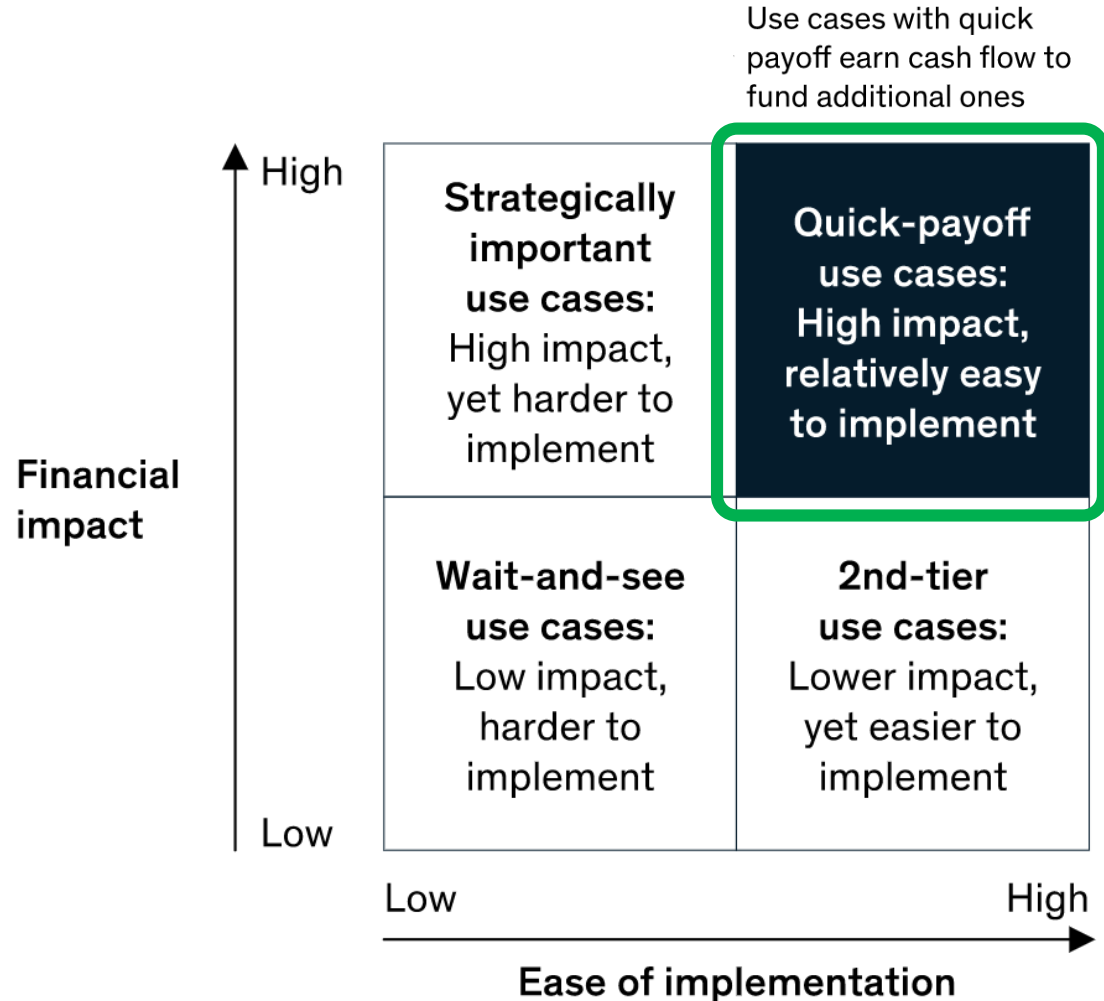 Use cases with quick
payoff earn cash flow to
fund additional ones
High
Strategically
important
use cases:
High impact,
yet harder to
implement
Quick-payoff
use cases:
High impact,
relatively easy
to implement
Financial
impact
Wait-and-see
use cases:
Low impact,
harder to
implement
2nd-tier
use cases:
Lower impact,
yet easier to
implement
Low
Low
High
Ease of implementation